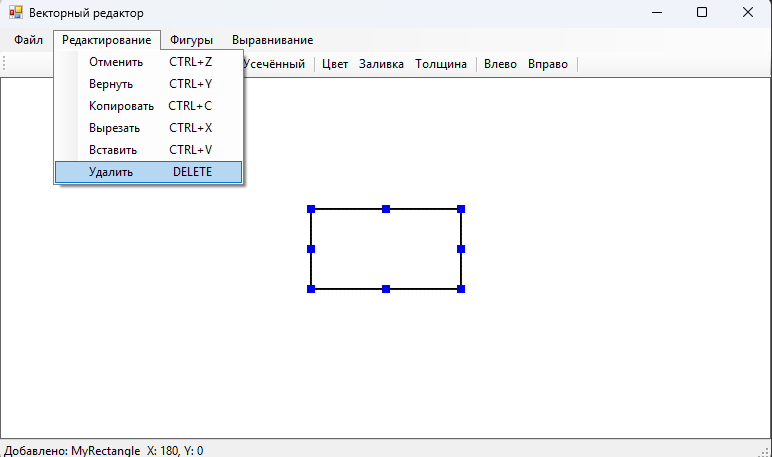 Векторный редактор
Файл Редактирование Фигуры Выравнивание
Усечённый Цвет Заливка Толщина Влево Вправо
Отменить CTRL+Z
Вернуть CTRL+Y
Копировать CTRL+C
Вырезать CTRL+X
Вставить CTRL+V
Удалить DELETE
Добавлено: MyRectangle X: 180, Y: 0